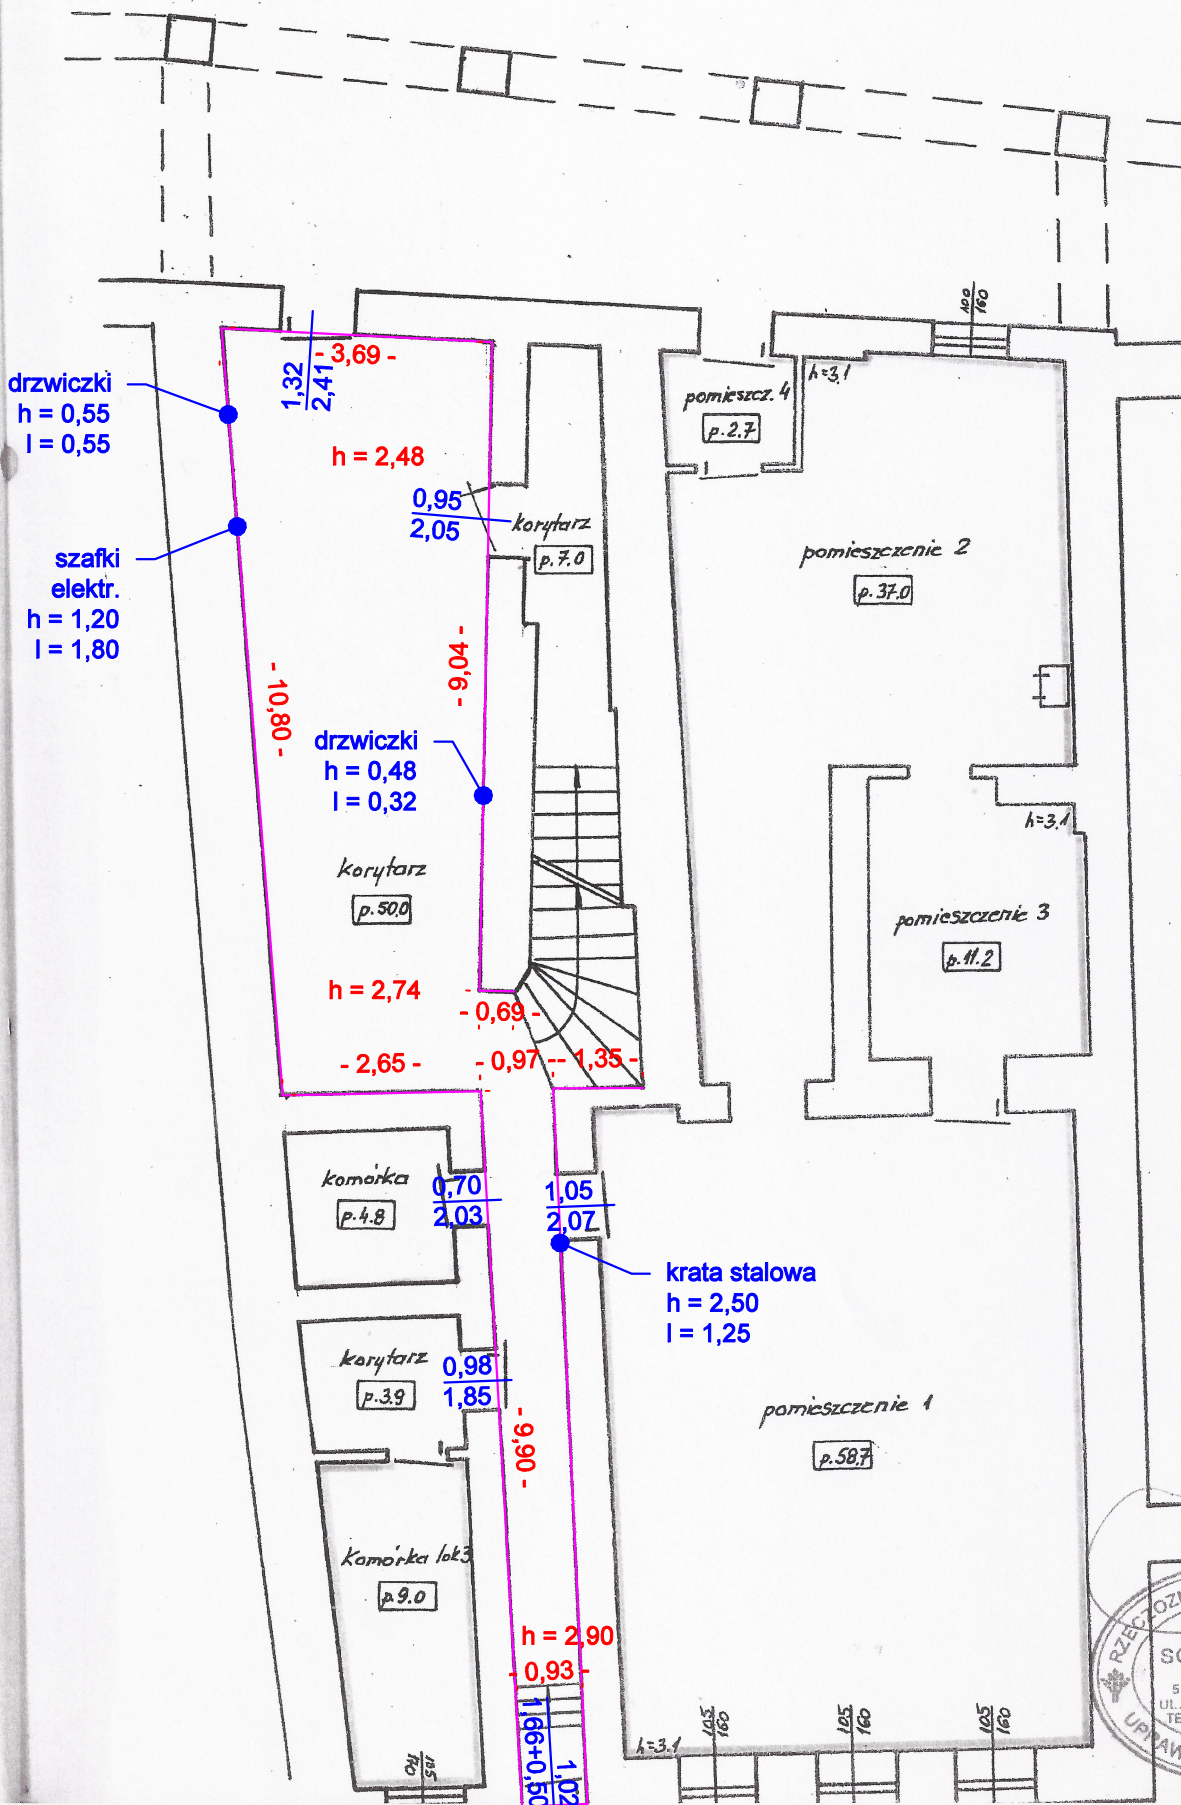 100
160
- 3,69 -
1,32
2,41
drzwiczki
h = 0,55
l = 0,55
h=3.1
pomieszcz. 4
p.2.7
h = 2,48
0,95
2,05
korytarz
p.7.0
pomieszczenie 2
p.37.0
szafki
elektr.
h = 1,20
l = 1,80
- 9,04 -
- 10,80 -
drzwiczki
h = 0,48
l = 0,32
h=3.1
korytarz
p.50.0
pomieszczenie 3
p.11.2
h = 2,74
- 0,69 -
- 2,65 -
- 0,97 -
- 1,35 -
komórka
p.4.8
0,70
2,03
1,05
2,07
krata stalowa
h = 2,50
l = 1,25
korytarz
p.3.9
0,98
1,85
pomieszczenie 1
p.58.7
- 9,90 -
komórka lok3
p.9.0
h = 2,90
- 0,93 -
1,66+0,50
1,02
h=3.1
105
160
105
160
105
160
105
170
UL.